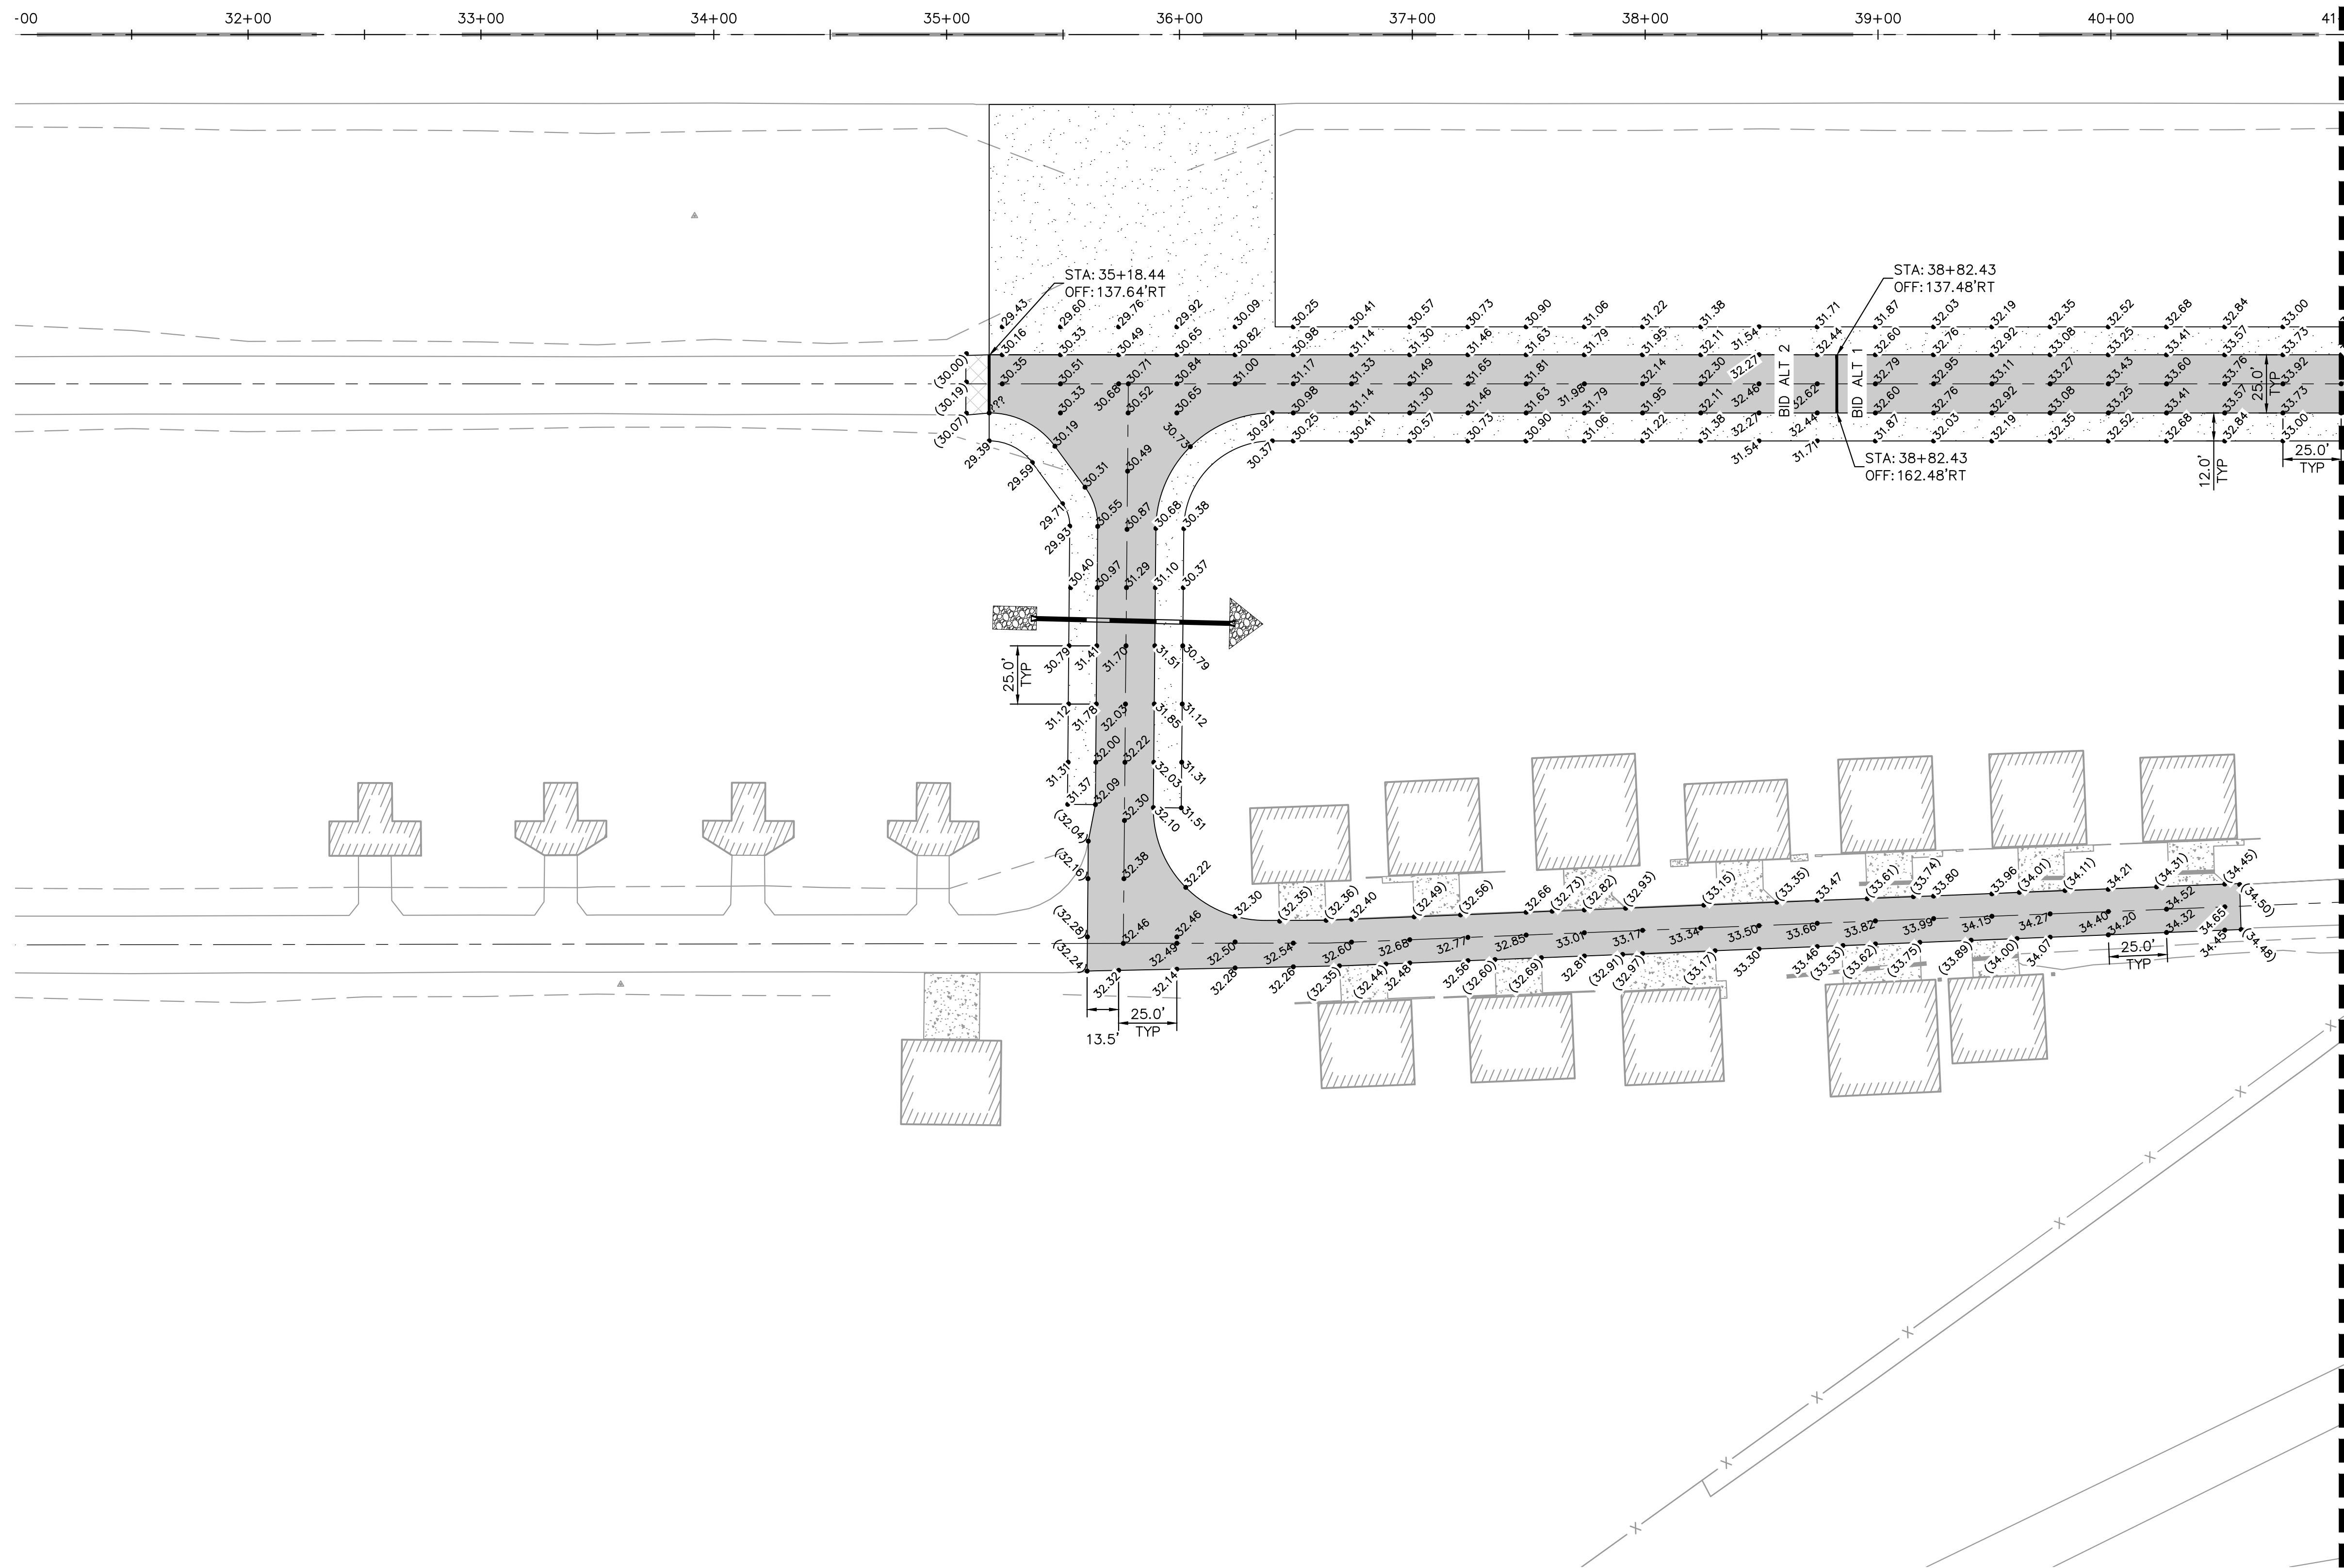 -00 32+00 33+00 34+00 35+00 36+00 37+00 38+00 39+00 40+00 41
STA: 35+18.44
OFF: 137.64'RT
STA: 38+82.43
OFF: 137.48'RT
29.43 29.60 29.76 29.92 30.09 30.25 30.41 30.57 30.73 30.90 31.06 31.22 31.38 31.54 31.71 31.87 32.03 32.19 32.35 32.52 32.68 32.84 33.00
30.16 30.33 30.49 30.65 30.82 30.98 31.14 31.30 31.46 31.63 31.79 31.95 32.11 32.27 32.44 32.60 32.76 32.92 33.08 33.25 33.41 33.57 33.73
(30.00)
(30.19)
(30.07)
30.35 30.51 30.68 30.71 30.84 31.00 31.17 31.33 31.49 31.65 31.81 31.98 32.14 32.30 32.46 32.62 32.79 32.95 33.11 33.27 33.43 33.60 33.76 33.92
BID ALT 2
BID ALT 1
25.0'
TYP
??? 30.33 30.52 30.65 30.92 30.98 31.14 31.30 31.46 31.63 31.79 31.95 32.11 32.27 32.44 32.60 32.76 32.92 33.08 33.25 33.41 33.57 33.73
29.39 30.19 30.73 30.37 30.25 30.41 30.57 30.73 30.90 31.06 31.22 31.38 31.54 31.71 31.87 32.03 32.19 32.35 32.52 32.68 32.84 33.00
STA: 38+82.43
OFF: 162.48'RT
12.0'
TYP
25.0'
TYP
29.59 30.31 30.49
29.71
29.93 30.55 30.87 30.68 30.38
30.40 30.97 31.29 31.10 30.37
30.79 31.41 31.70 31.51 30.79
25.0'
TYP
31.12 31.78 32.03 31.85 31.12
31.31 32.00 32.22 32.03 31.31
31.37 32.09 32.30 32.10 31.51
(32.04)
(32.16) 32.38 32.22
32.30 (32.35) (32.36) 32.40 (32.49) (32.56) 32.66 (32.73) (32.82) (32.93) (33.15) (33.35) 33.47 (33.61) (33.74) 33.80 33.96 (34.01) (34.11) 34.21 (34.31) (34.45)
(32.28) 32.46 32.46 32.49 32.50 32.54 32.60 32.68 32.77 32.85 33.01 33.17 33.34 33.50 33.66 33.82 33.99 34.15 34.27 34.40 34.52 34.65 (34.50)
(32.24) 32.32 32.14 32.28 32.26 (32.35) (32.44) 32.48 32.56 (32.60) (32.69) 32.81 (32.91) (32.97) (33.17) 33.30 33.46 (33.53) (33.62) (33.75) (33.89) (34.00) 34.07 34.20 34.32 34.45 (34.48)
25.0'
TYP
25.0'
TYP
13.5'